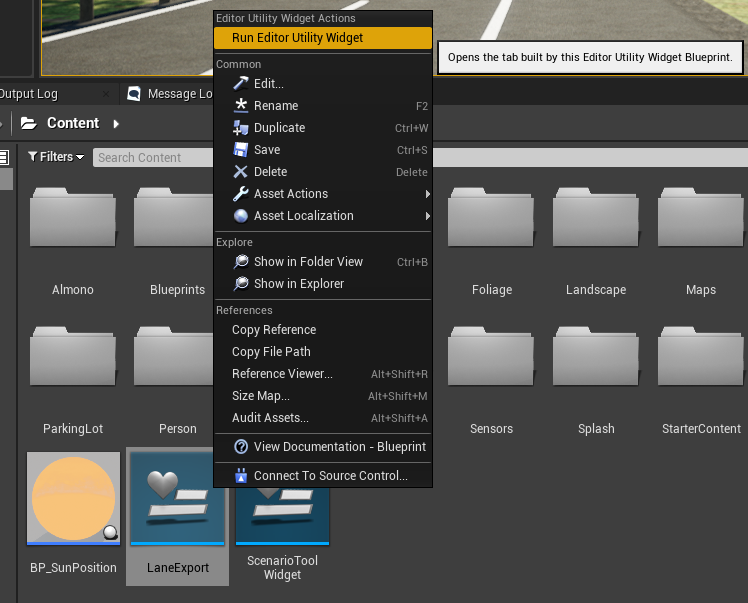 Editor Utility Widget Actions
Run Editor Utility Widget
Opens the tab built by this Editor Utility Widget Blueprint.
Common
Edit...
Rename F2
Duplicate Ctrl+W
Save Ctrl+S
Delete Delete
Asset Actions
Asset Localization
Explore
Show in Folder View Ctrl+B
Show in Explorer
References
Copy Reference
Copy File Path
Reference Viewer... Alt+Shift+R
Size Map... Alt+Shift+M
Audit Assets... Alt+Shift+A
View Documentation - Blueprint
Connect To Source Control...
Output Log
Message Lo
Content
Filters
Search Content
Almono
Blueprints
Foliage
Landscape
Maps
ParkingLot
Person
Sensors
Splash
StarterContent
BP_SunPosition
LaneExport
ScenarioTool
Widget